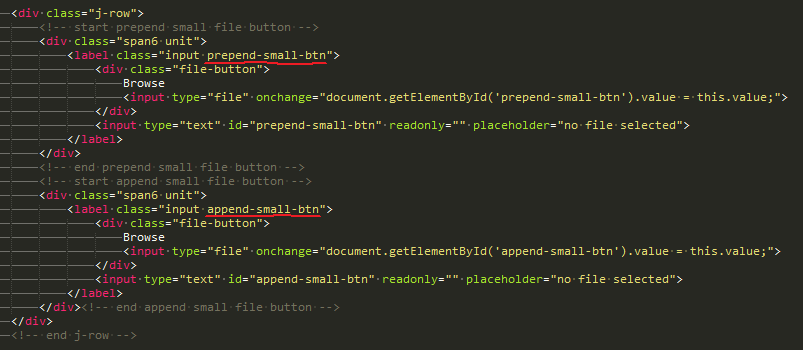 <div class="j-row">
<!-- start prepend small file button -->
<div class="span6 unit">
<label class="input prepend-small-btn">
<div class="file-button">
Browse
<input type="file" onchange="document.getElementById('prepend-small-btn').value = this.value;">
</div>
<input type="text" id="prepend-small-btn" readonly="" placeholder="no file selected">
</label>
</div>
<!-- end prepend small file button -->
<!-- start append small file button -->
<div class="span6 unit">
<label class="input append-small-btn">
<div class="file-button">
Browse
<input type="file" onchange="document.getElementById('append-small-btn').value = this.value;">
</div>
<input type="text" id="append-small-btn" readonly="" placeholder="no file selected">
</label>
</div><!-- end append small file button -->
</div>
<!-- end j-row -->